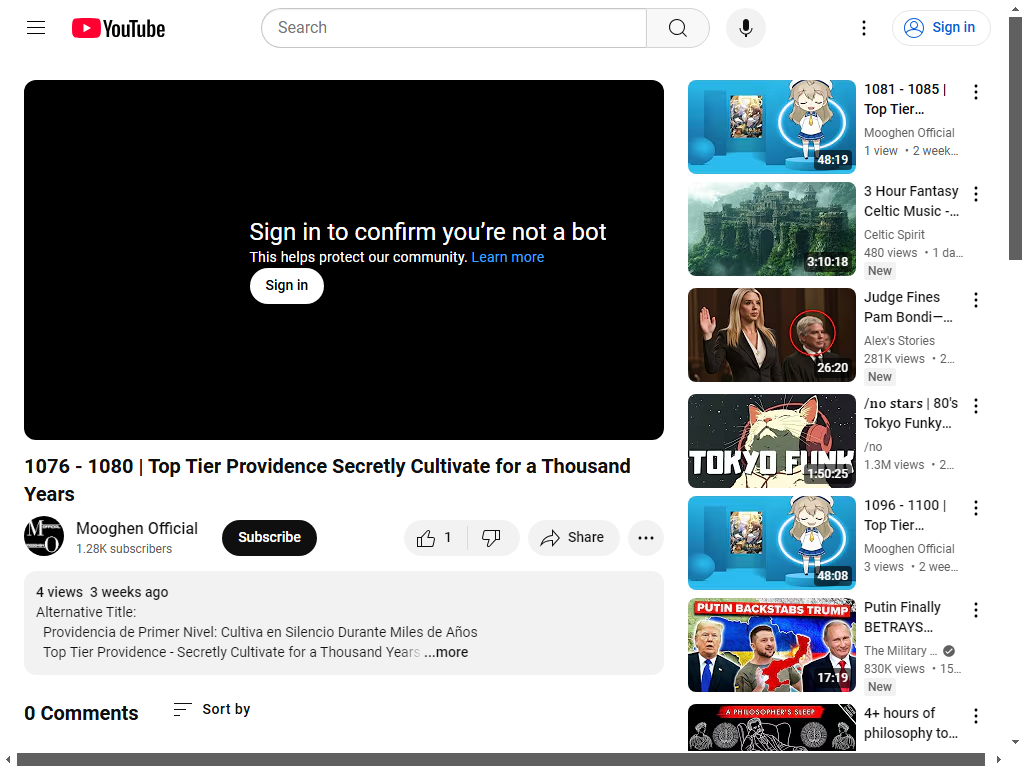 YouTube
Search
Sign in
Sign in to confirm you’re not a bot
This helps protect our community. Learn more
Sign in
1076 - 1080 | Top Tier Providence Secretly Cultivate for a Thousand
Years
Mooghen Official
1.28K subscribers
Subscribe
1
Share
4 views 3 weeks ago
Alternative Title:
Providencia de Primer Nivel: Cultiva en Silencio Durante Miles de Años
Top Tier Providence - Secretly Cultivate for a Thousand Years ...more
0 Comments
Sort by
48:19
1081 - 1085 |
Top Tier...
Mooghen Official
1 view • 2 week...
3:10:18
3 Hour Fantasy
Celtic Music -...
Celtic Spirit
480 views • 1 da...
New
26:20
Judge Fines
Pam Bondi—...
Alex's Stories
281K views • 2...
New
TOKYO FUNK
1:50:25
/no stars | 80's
Tokyo Funky...
/no
1.3M views • 2...
48:08
1096 - 1100 |
Top Tier...
Mooghen Official
3 views • 2 wee...
PUTIN BACKSTABS TRUMP
17:19
Putin Finally
BETRAYS...
The Military ...
830K views • 15...
New
A PHILOSOPHER'S SLEEP
4+ hours of
philosophy to...